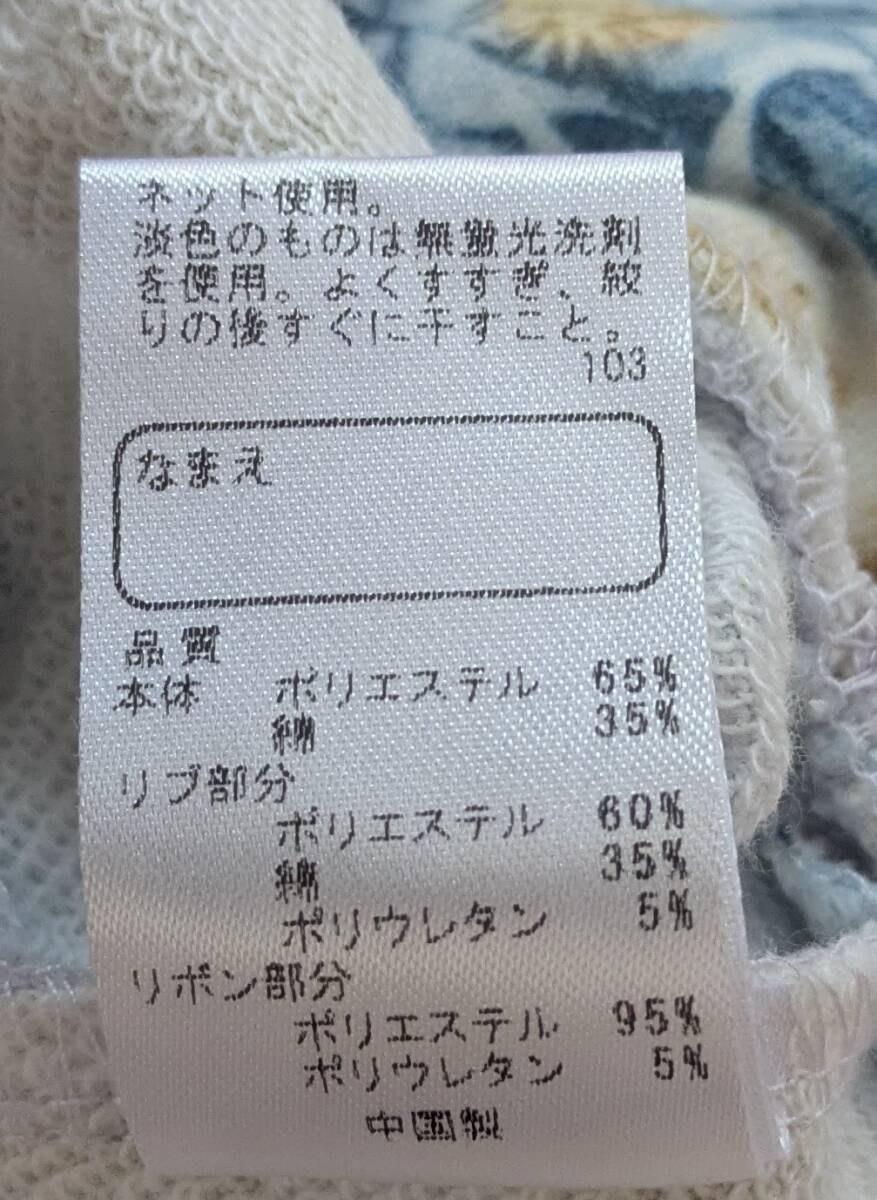 ネット使用。
淡色のものは無蛍光洗剤
を使用。よくすすぎ、絞
りの後すぐに干すこと。
103
なまえ
品質
本体 ポリエステル 65%
綿 35%
リブ部分
ポリエステル 60%
綿 35%
ポリウレタン 5%
リボン部分
ポリエステル 95%
ポリウレタン 5%
中国製